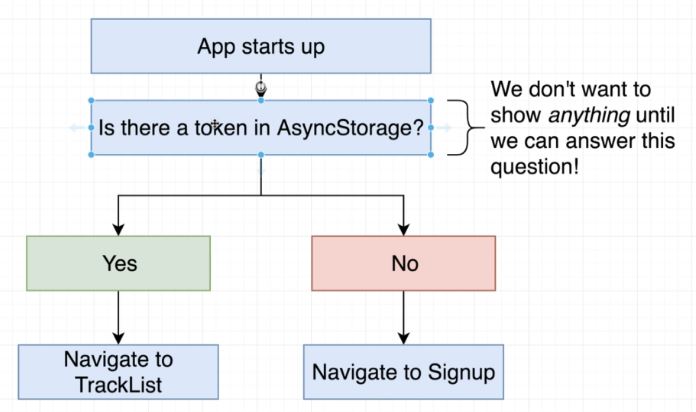 App starts up
Is there a token in AsyncStorage?
We don't want to
show anything until
we can answer this
question!
Yes
No
Navigate to
TrackList
Navigate to Signup